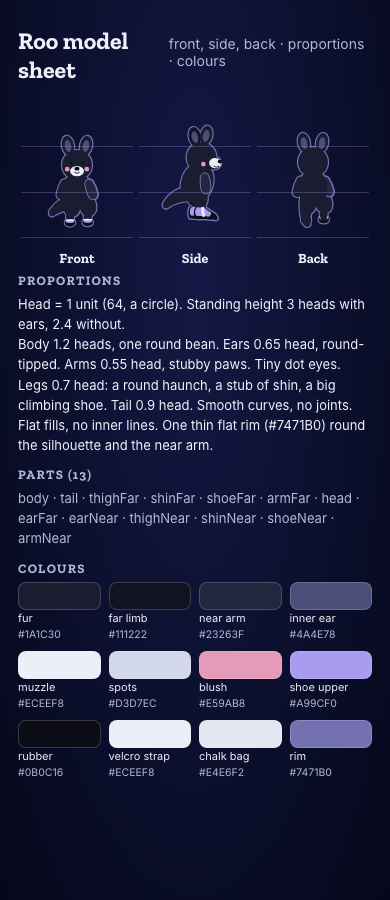 Roo model sheet
front, side, back · proportions · colours
Front Side Back
PROPORTIONS
Head = 1 unit (64, a circle). Standing height 3 heads with
ears, 2.4 without.
Body 1.2 heads, one round bean. Ears 0.65 head, round-
tipped. Arms 0.55 head, stubby paws. Tiny dot eyes.
Legs 0.7 head: a round haunch, a stub of shin, a big
climbing shoe. Tail 0.9 head. Smooth curves, no joints.
Flat fills, no inner lines. One thin flat rim (#7471B0) round
the silhouette and the near arm.
PARTS (13)
body · tail · thighFar · shinFar · shoeFar · armFar · head ·
earFar · earNear · thighNear · shinNear · shoeNear ·
armNear
COLOURS
fur far limb near arm inner ear
#1A1C30 #111222 #23263F #4A4E78
muzzle spots blush shoe upper
#ECEEF8 #D3D7EC #E59AB8 #A99CF0
rubber velcro strap chalk bag rim
#0B0C16 #ECEEF8 #E4E6F2 #7471B0